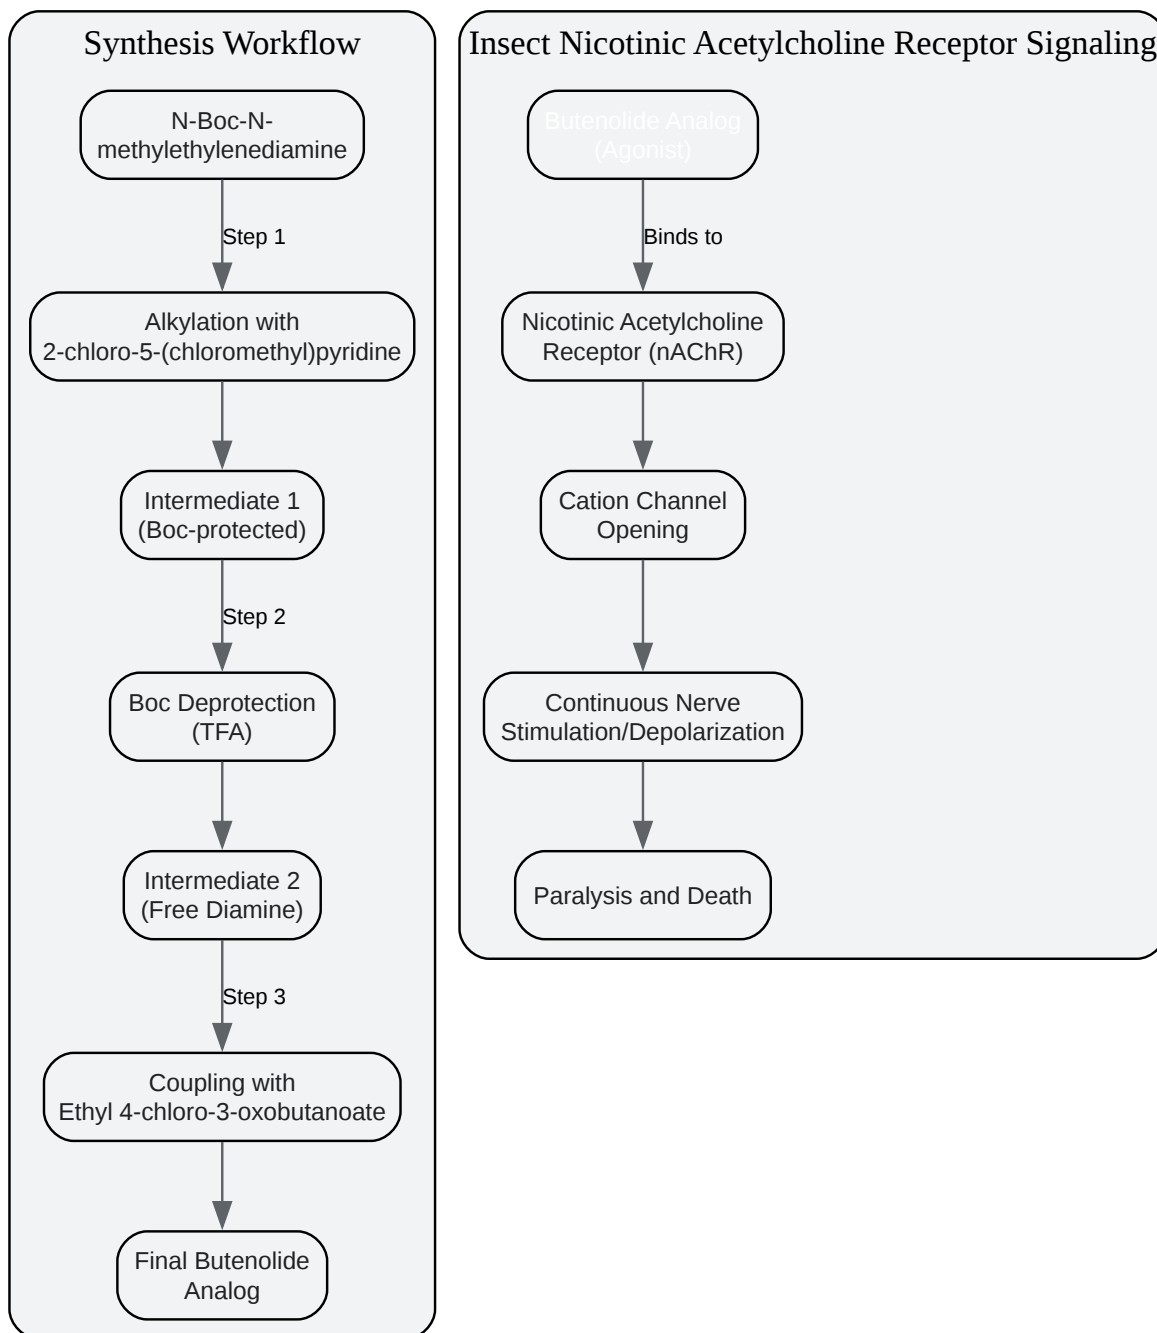 Synthesis Workflow
N-Boc-N-
methylethylenediamine
Step 1
Alkylation with
2-chloro-5-(chloromethyl)pyridine
Intermediate 1
(Boc-protected)
Step 2
Boc Deprotection
(TFA)
Intermediate 2
(Free Diamine)
Step 3
Coupling with
Ethyl 4-chloro-3-oxobutanoate
Final Butenolide
Analog
Insect Nicotinic Acetylcholine Receptor Signaling
Butenolide Analog
(Agonist)
Binds to
Nicotinic Acetylcholine
Receptor (nAChR)
Cation Channel
Opening
Continuous Nerve
Stimulation/Depolarization
Paralysis and Death